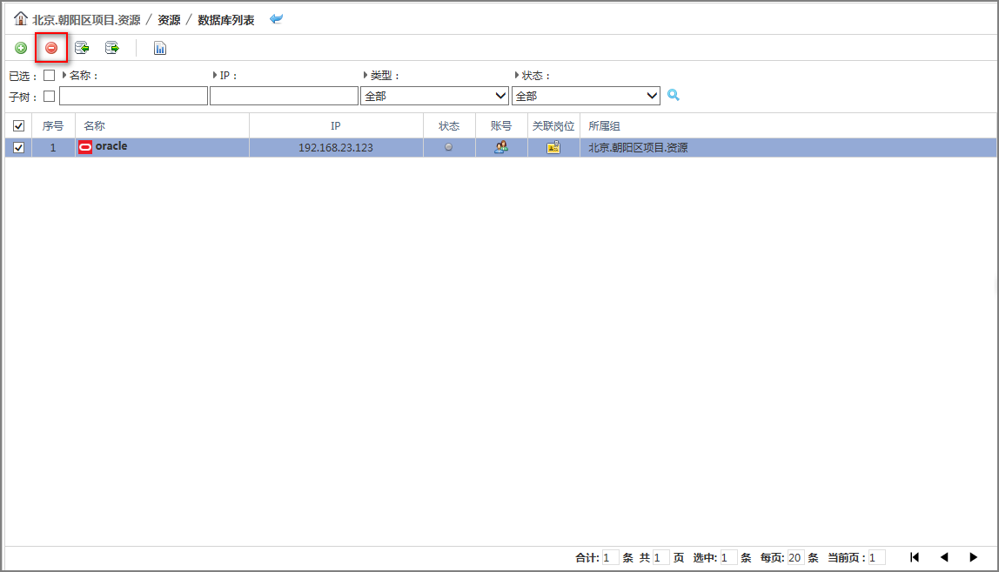 北京.朝阳区项目.资源 / 资源 / 数据库列表
已选： 名称： IP： 类型： 状态：
子树： 全部 全部
序号 名称 IP 状态 账号 关联岗位 所属组
1 oracle 192.168.23.123 北京.朝阳区项目.资源
合计: 1 条 共 1 页 选中: 1 条 每页: 20 条 当前页： 1